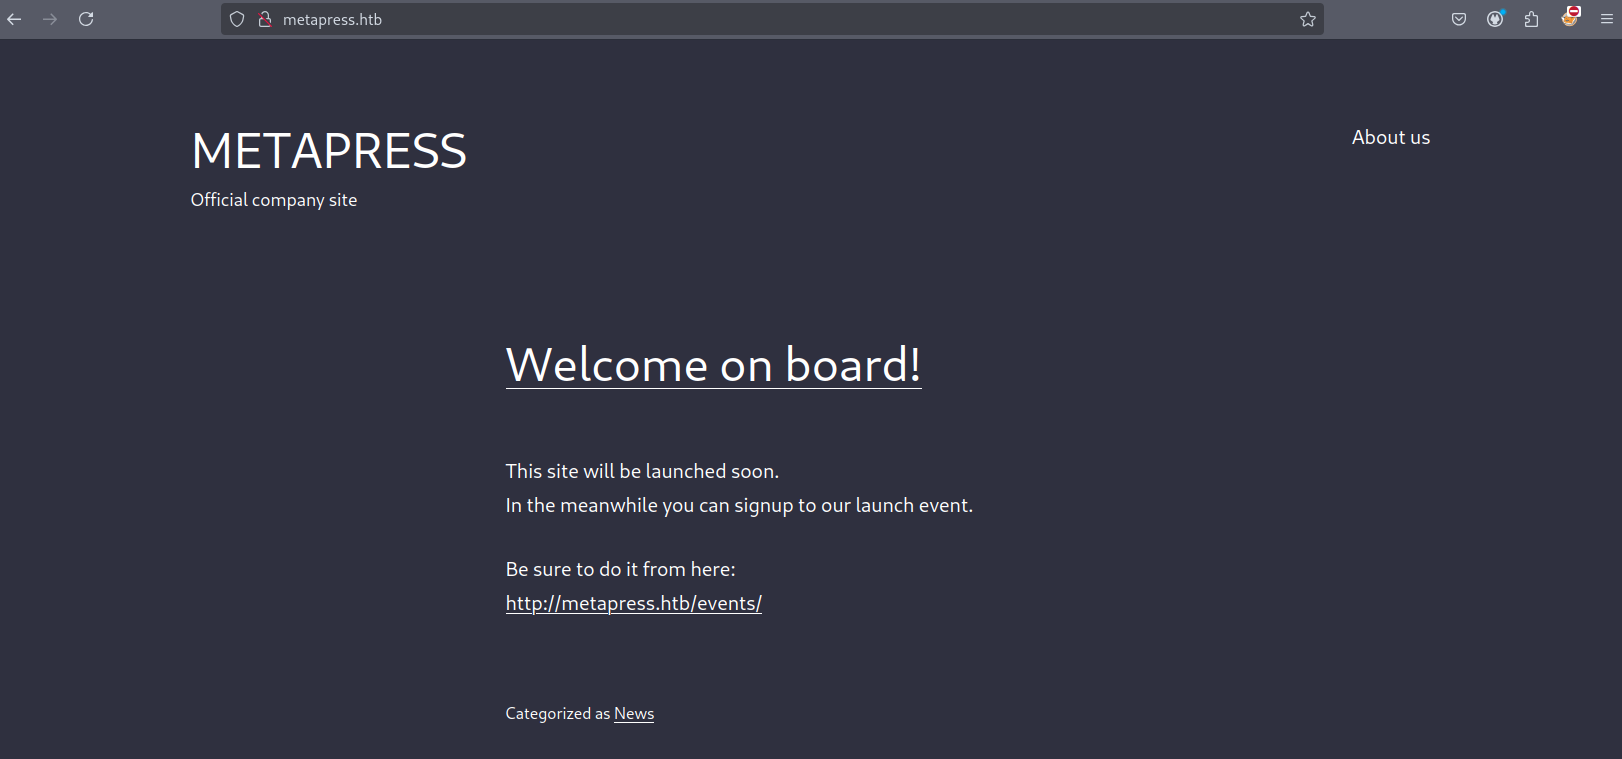 metapress.htb
METAPRESS
About us
Official company site
Welcome on board!
This site will be launched soon.
In the meanwhile you can signup to our launch event.
Be sure to do it from here:
http://metapress.htb/events/
Categorized as News